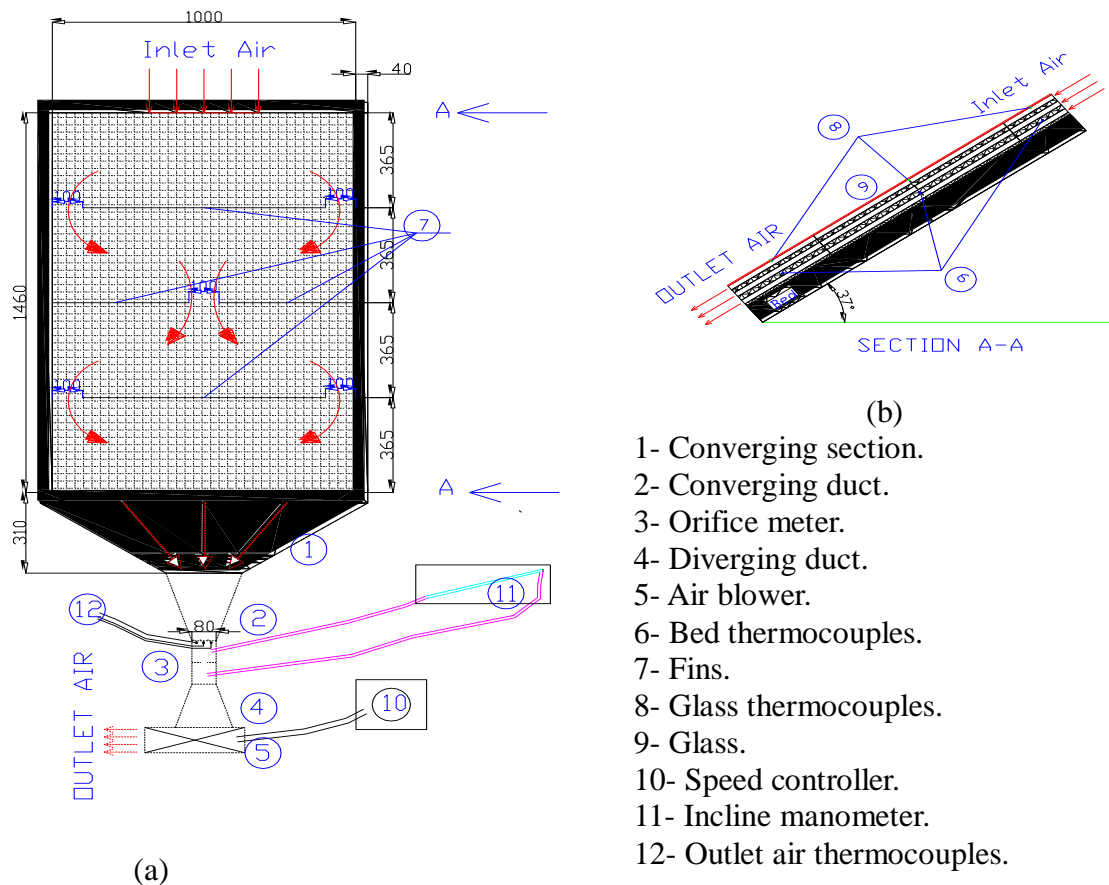 1000
Inlet Air
40
A
365
100
100
7
365
1460
100
365
100
100
365
A
310
1
11
12
2
80
3
10
4
5
OUTLET AIR
(a)
Inlet Air
8
9
OUTLET AIR
6
Bed
37°
SECTION A-A
(b)
1- Converging section.
2- Converging duct.
3- Orifice meter.
4- Diverging duct.
5- Air blower.
6- Bed thermocouples.
7- Fins.
8- Glass thermocouples.
9- Glass.
10- Speed controller.
11- Incline manometer.
12- Outlet air thermocouples.